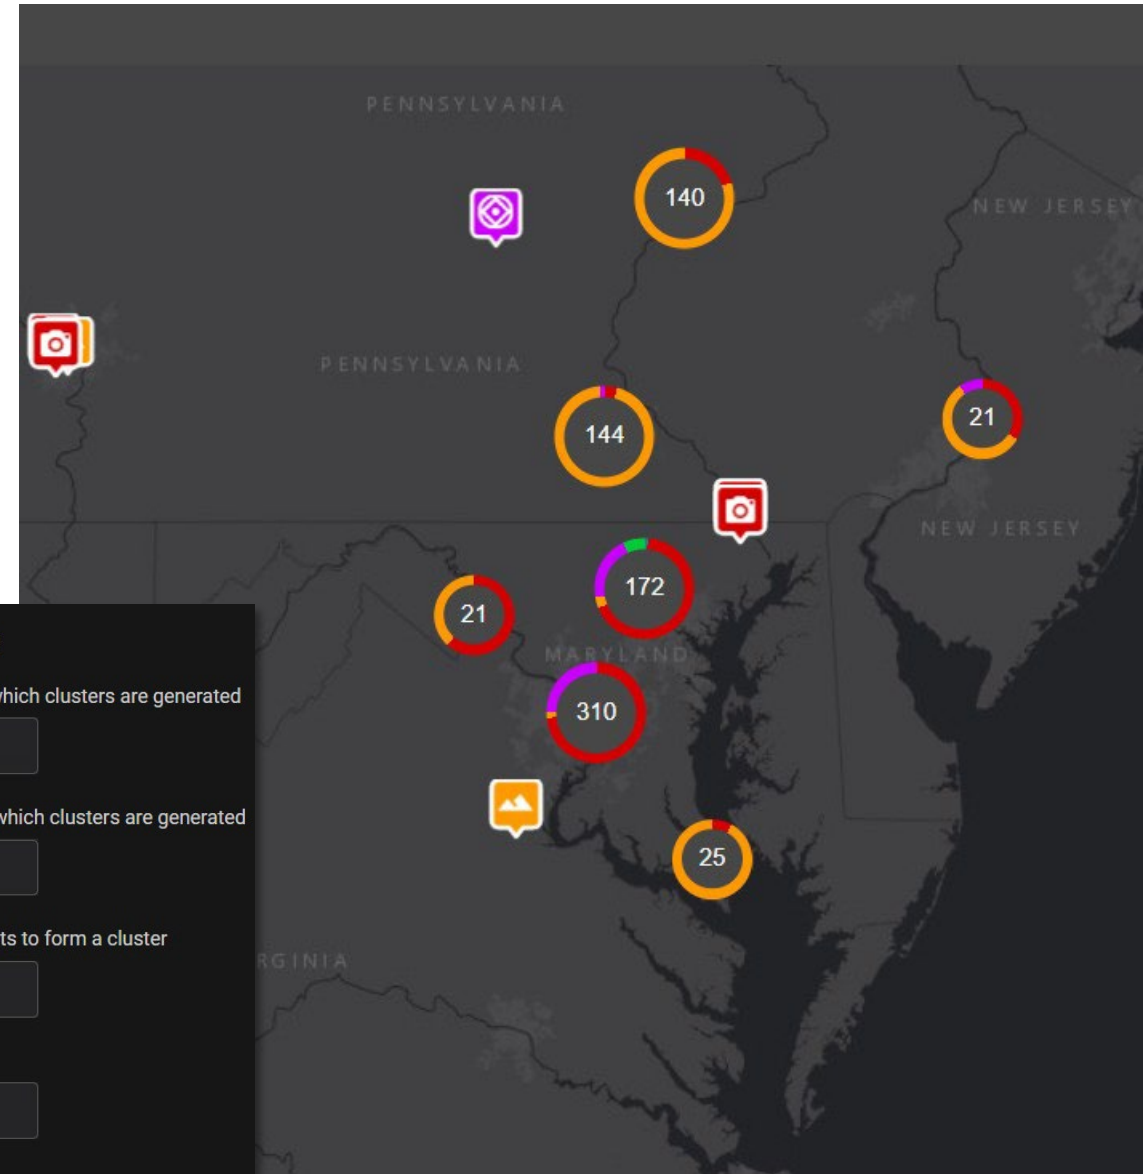 PENNSYLVANIA
140
NEW JERSEY
PENNSYLVANIA
21
144
NEW JERSEY
172
21
MARYLAND
which clusters are generated
310
which clusters are generated
25
ts to form a cluster
RGINIA